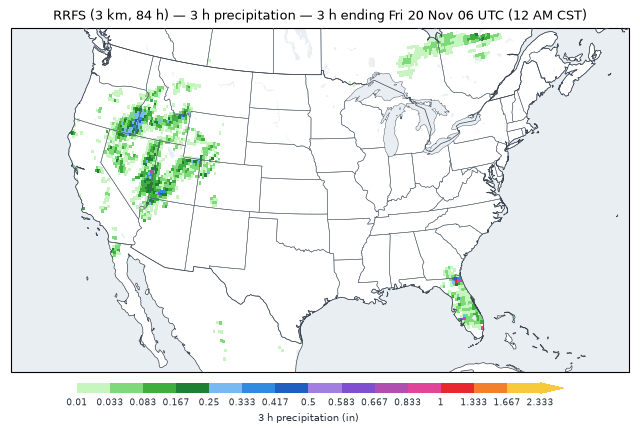 RRFS (3 km, 84 h) — 3 h precipitation — 3 h ending Fri 20 Nov 06 UTC (12 AM CST)
0.01 0.033 0.083 0.167 0.25 0.333 0.417 0.5 0.583 0.667 0.833 1 1.333 1.667 2.333
3 h precipitation (in)